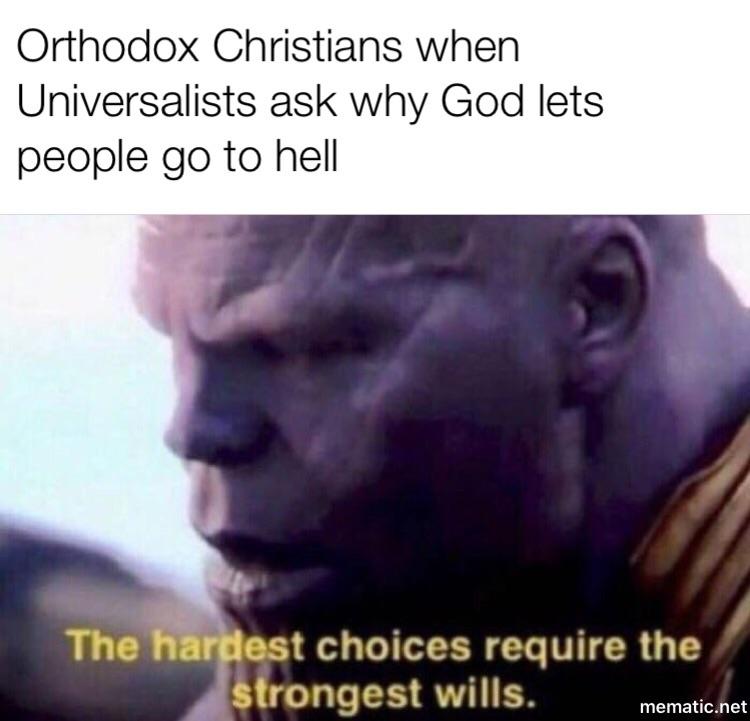 Orthodox Christians when
Universalists ask why God lets
people go to hell
The hardest choices require the
strongest wills.
mematic.net